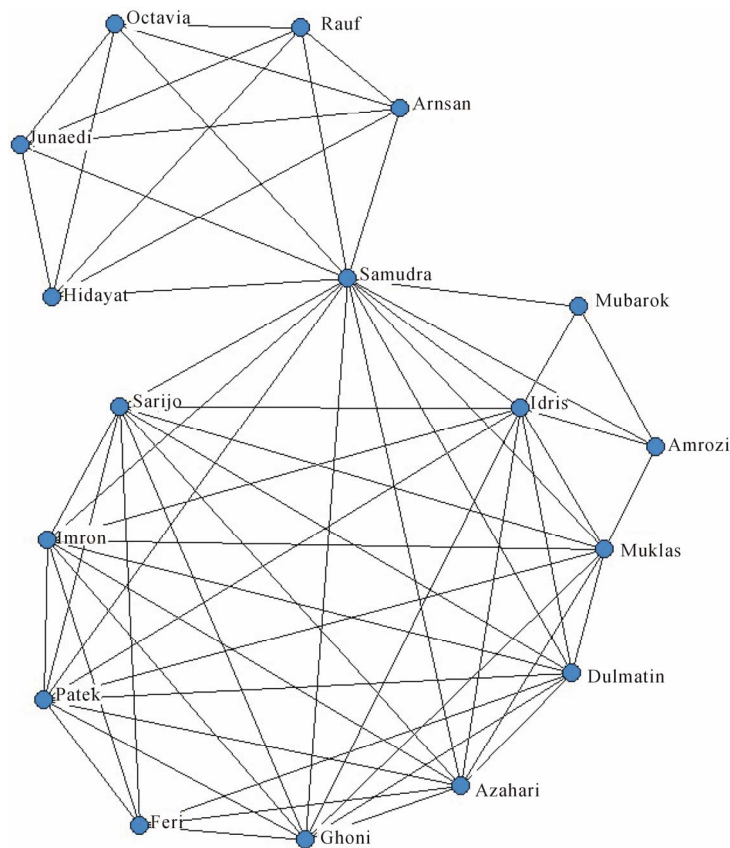 Octavia
Rauf
Arnsan
Junaedi
Samudra
Hidayat
Mubarok
Sarijo
Idris
Amrozi
Imron
Muklas
Dulmatin
Patek
Azahari
Feri
Ghoni